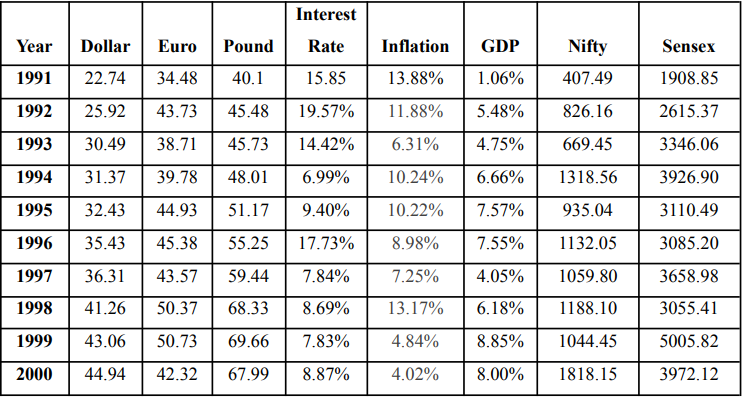 Interest
Year Dollar Euro Pound Rate Inflation GDP Nifty Sensex
1991 22.74 34.48 40.1 15.85 13.88% 1.06% 407.49 1908.85
1992 25.92 43.73 45.48 19.57% 11.88% 5.48% 826.16 2615.37
1993 30.49 38.71 45.73 14.42% 6.31% 4.75% 669.45 3346.06
1994 31.37 39.78 48.01 6.99% 10.24% 6.66% 1318.56 3926.90
1995 32.43 44.93 51.17 9.40% 10.22% 7.57% 935.04 3110.49
1996 35.43 45.38 55.25 17.73% 8.98% 7.55% 1132.05 3085.20
1997 36.31 43.57 59.44 7.84% 7.25% 4.05% 1059.80 3658.98
1998 41.26 50.37 68.33 8.69% 13.17% 6.18% 1188.10 3055.41
1999 43.06 50.73 69.66 7.83% 4.84% 8.85% 1044.45 5005.82
2000 44.94 42.32 67.99 8.87% 4.02% 8.00% 1818.15 3972.12